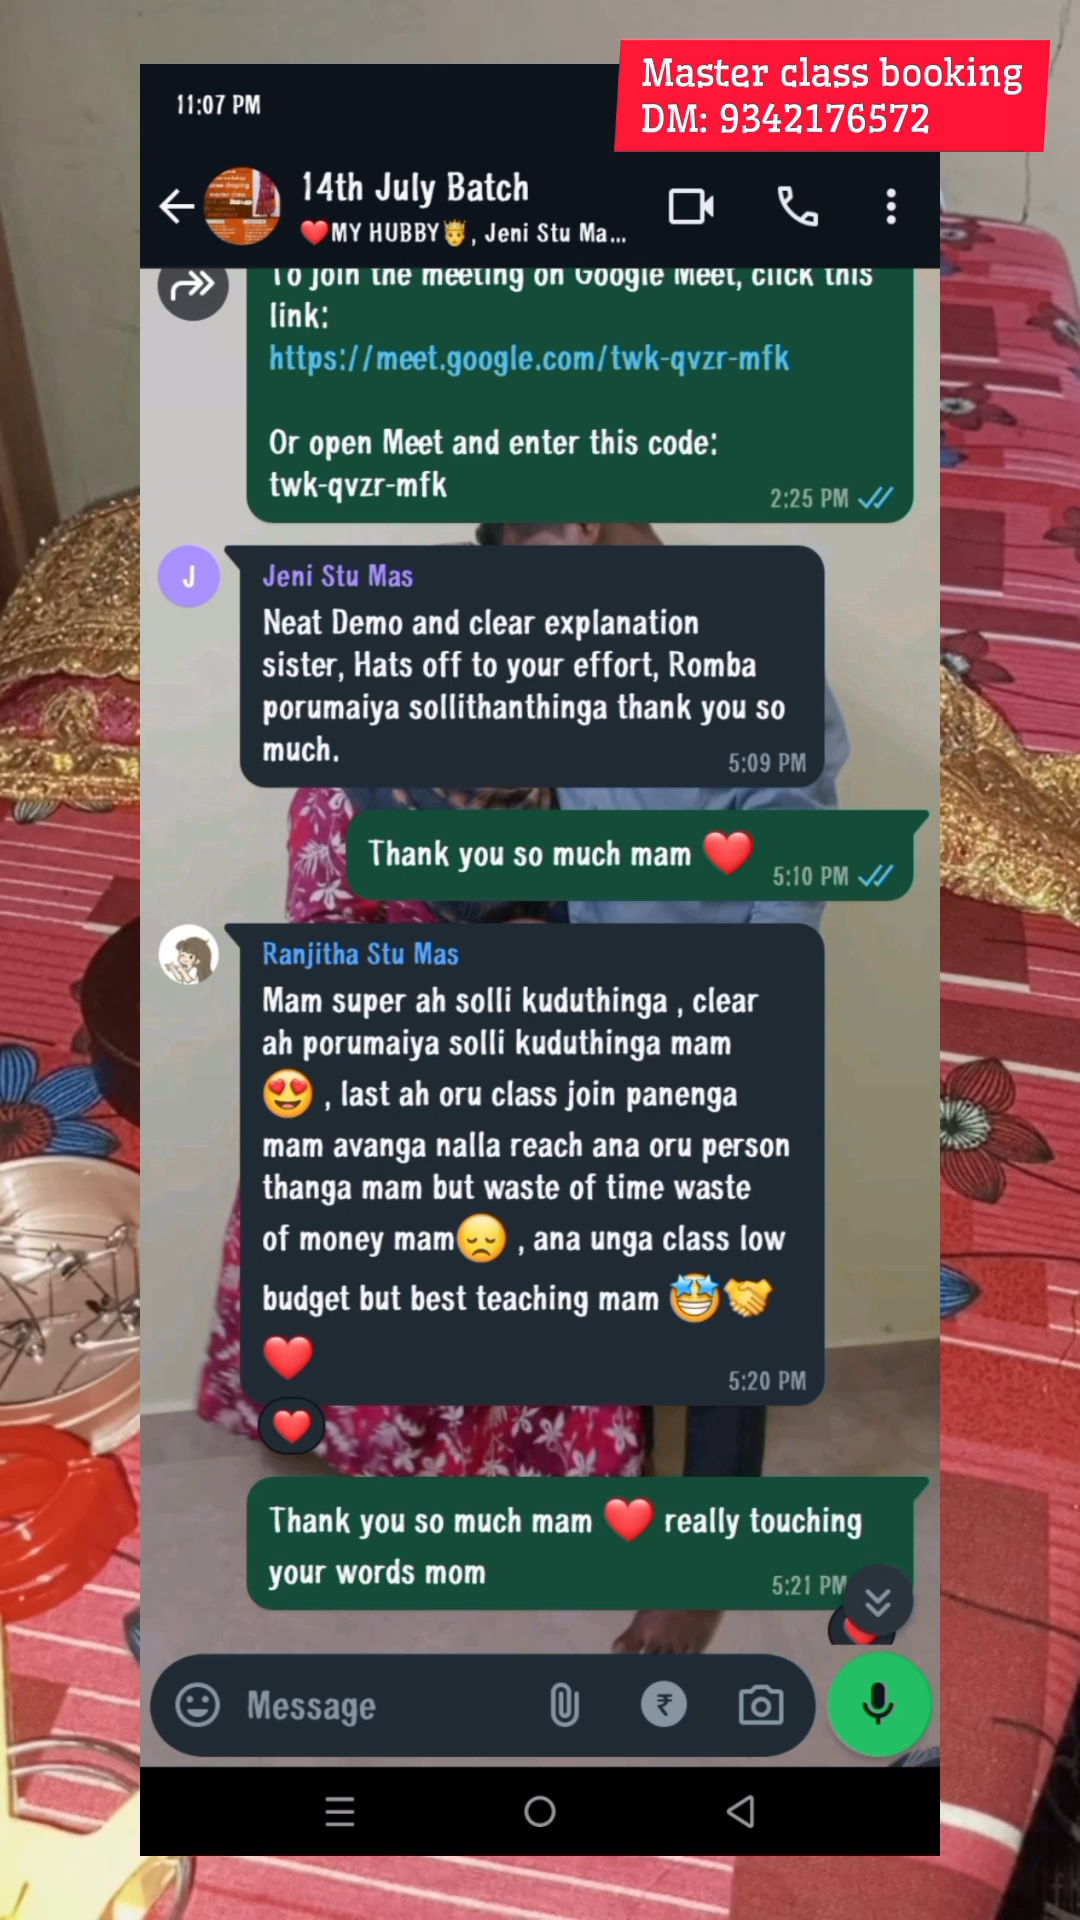 Master class booking
DM: 9342176572
11:07 PM
14th July Batch
❤️MY HUBBY🤴, Jeni Stu Ma...
To join the meeting on Google Meet, click this
link:
https://meet.google.com/twk-qvzr-mfk
Or open Meet and enter this code:
twk-qvzr-mfk
2:25 PM
J
Jeni Stu Mas
Neat Demo and clear explanation
sister, Hats off to your effort, Romba
porumaiya sollithanthinga thank you so
much.
5:09 PM
Thank you so much mam ❤️
5:10 PM
Ranjitha Stu Mas
Mam super ah solli kuduthinga , clear
ah porumaiya solli kuduthinga mam
😍 , last ah oru class join panenga
mam avanga nalla reach ana oru person
thanga mam but waste of time waste
of money mam😞 , ana unga class low
budget but best teaching mam 🤩🤝
❤️
5:20 PM
❤️
Thank you so much mam ❤️ really touching
your words mom
5:21 PM
Message